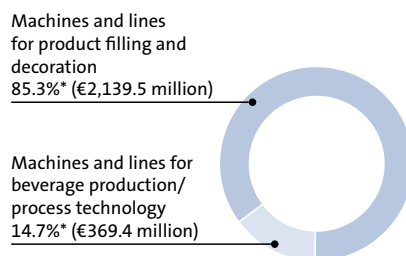 Machines and lines
for product filling and
decoration
85.3%* (€2,139.5 million)
Machines and lines for
beverage production/
process technology
14.7%* (€369.4 million)